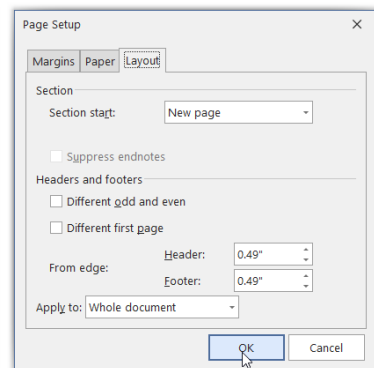 Page Setup
Margins Paper Layout
Section
Section start: New page
Suppress endnotes
Headers and footers
Different odd and even
Different first page
From edge:
Header: 0.49"
Footer: 0.49"
Apply to: Whole document
OK Cancel